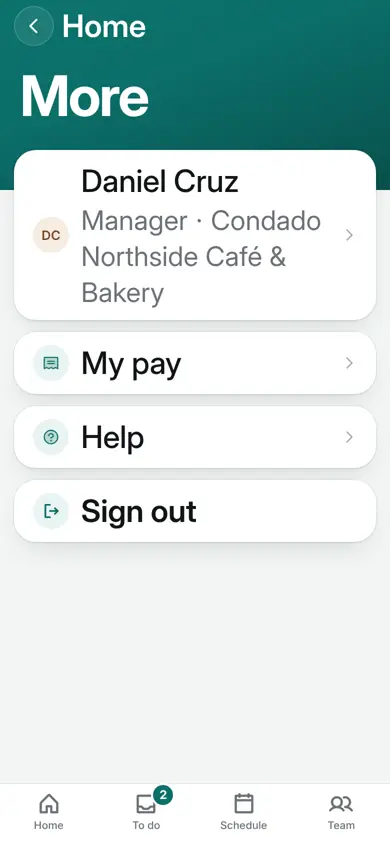 Home
More
DC
Daniel Cruz
Manager · Condado
Northside Café &
Bakery
My pay
Help
Sign out
2
Home
To do
Schedule
Team